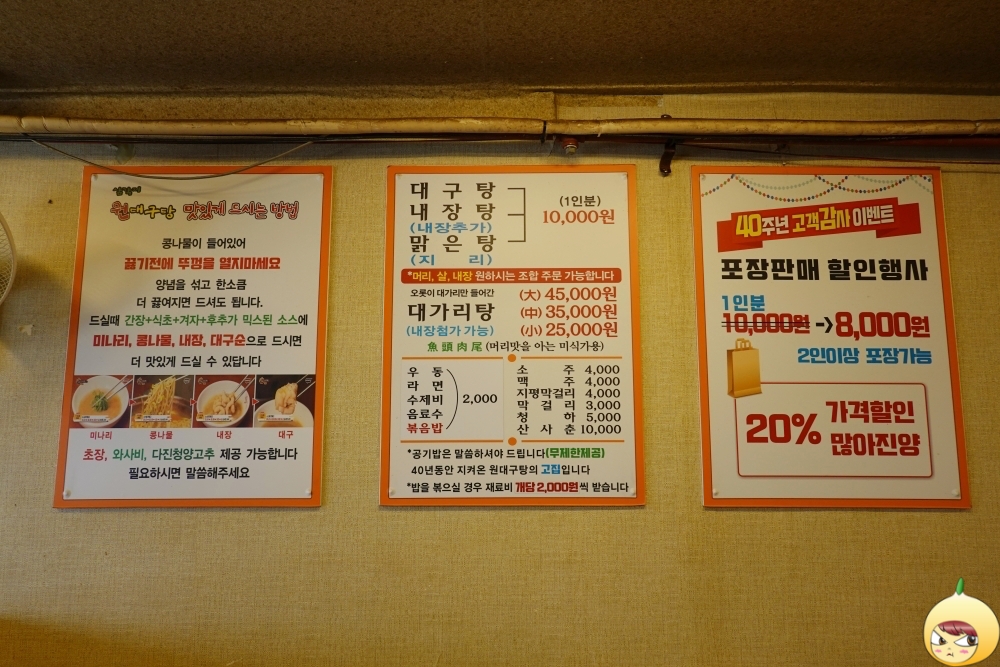 원대구탕 맛있게 드시는 방법
콩나물이 들어있어
끓기전에 뚜껑을 열지마세요
양념을 섞고 한소큼
더 끓여지면 드셔도 됩니다.
드실때 간장+식초+겨자+후추가 믹스된 소스에
미나리, 콩나물, 내장, 대구순으로 드시면
더 맛있게 드실 수 있답니다
미나리 콩나물 내장 대구
초장, 와사비, 다진청양고추 제공 가능합니다
필요하시면 말씀해주세요
대구탕
내장탕
(내장추가)
맑은탕
(지 리)
(1인분)
10,000원
*머리, 살, 내장 원하시는 조합 주문 가능합니다
오롯이 대가리만 들어간
대가리탕
(내장첨가 가능)
(大) 45,000원
(中) 35,000원
(小) 25,000원
魚頭肉尾 (머리맛을 아는 미식가용)
우동
라면
수제비
음료수
볶음밥
2,000
소주 4,000
맥주 4,000
지평막걸리 4,000
막걸리 3,000
청하 5,000
산사춘 10,000
*공기밥은 말씀하셔야 드립니다(무제한제공)
40년동안 지켜온 원대구탕의 고집입니다
*밥을 볶으실 경우 재료비 개당 2,000원씩 받습니다
40주년 고객감사 이벤트
포장판매 할인행사
1인분
10,000원 -> 8,000원
2인이상 포장가능
20% 가격할인
많아진양